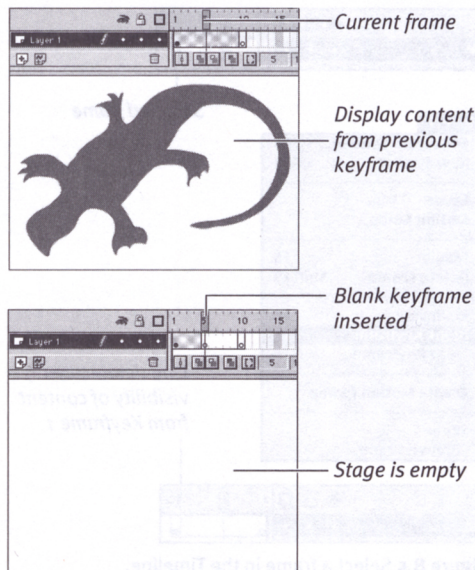 1 5 10 15
Current frame
Layer 1
5
Display content
from previous
keyframe
Blank keyframe
inserted
1 5 10 15
Layer 1
5
Stage is empty